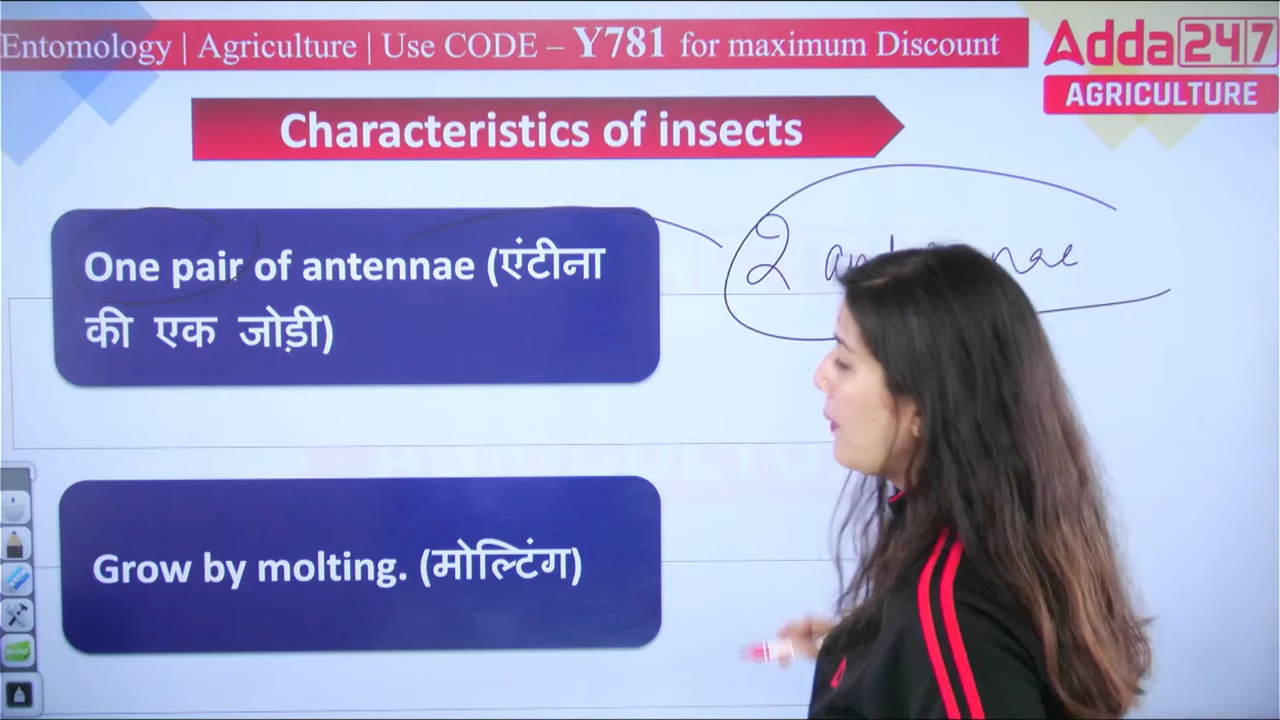 Entomology | Agriculture | Use CODE – Y781 for maximum Discount
Adda247
AGRICULTURE
Characteristics of insects
One pair of antennae (एंटीना
की एक जोड़ी)
2
Grow by molting. (मोल्टिंग)